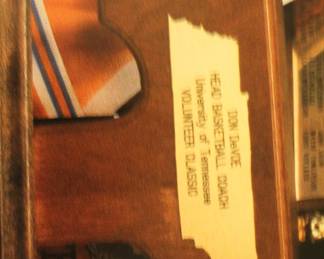 DON DeVOE
HEAD BASKETBALL COACH
University of Tennessee
VOLUNTEER CLASSIC